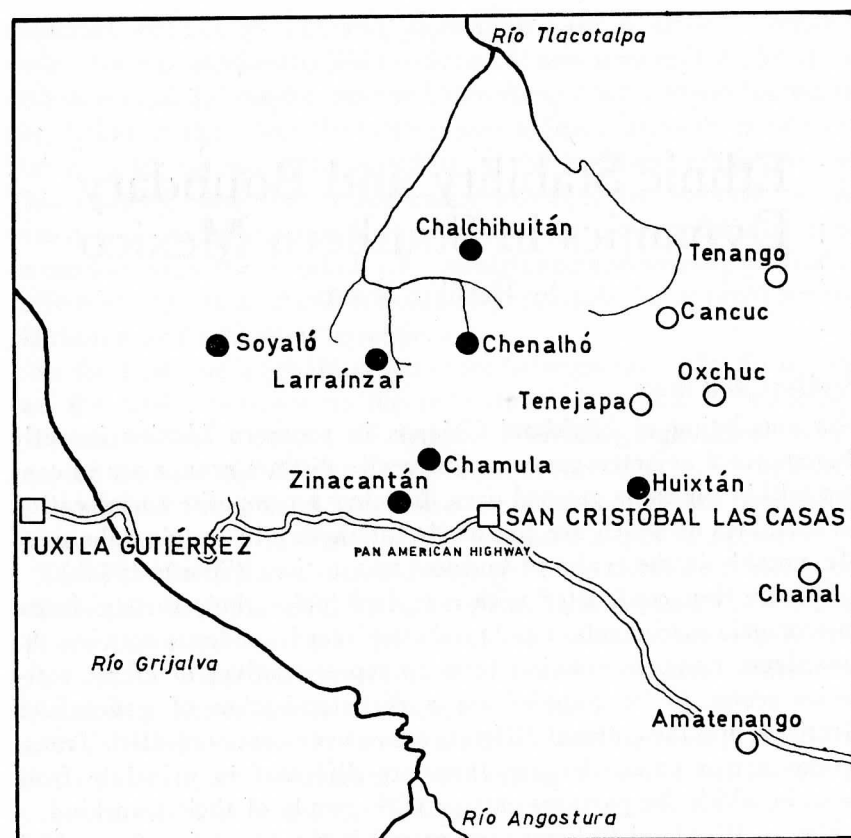 Río Tlacotalpa
Chalchihuitán
Tenango
Cancuc
Soyaló
Chenalhó
Larraínzar
Oxchuc
Tenejapa
Chamula
Zinacantán
Huixtán
SAN CRISTÓBAL LAS CASAS
TUXTLA GUTIÉRREZ
PAN AMERICAN HIGHWAY
Chanal
Río Grijalva
Amatenango
Río Angostura